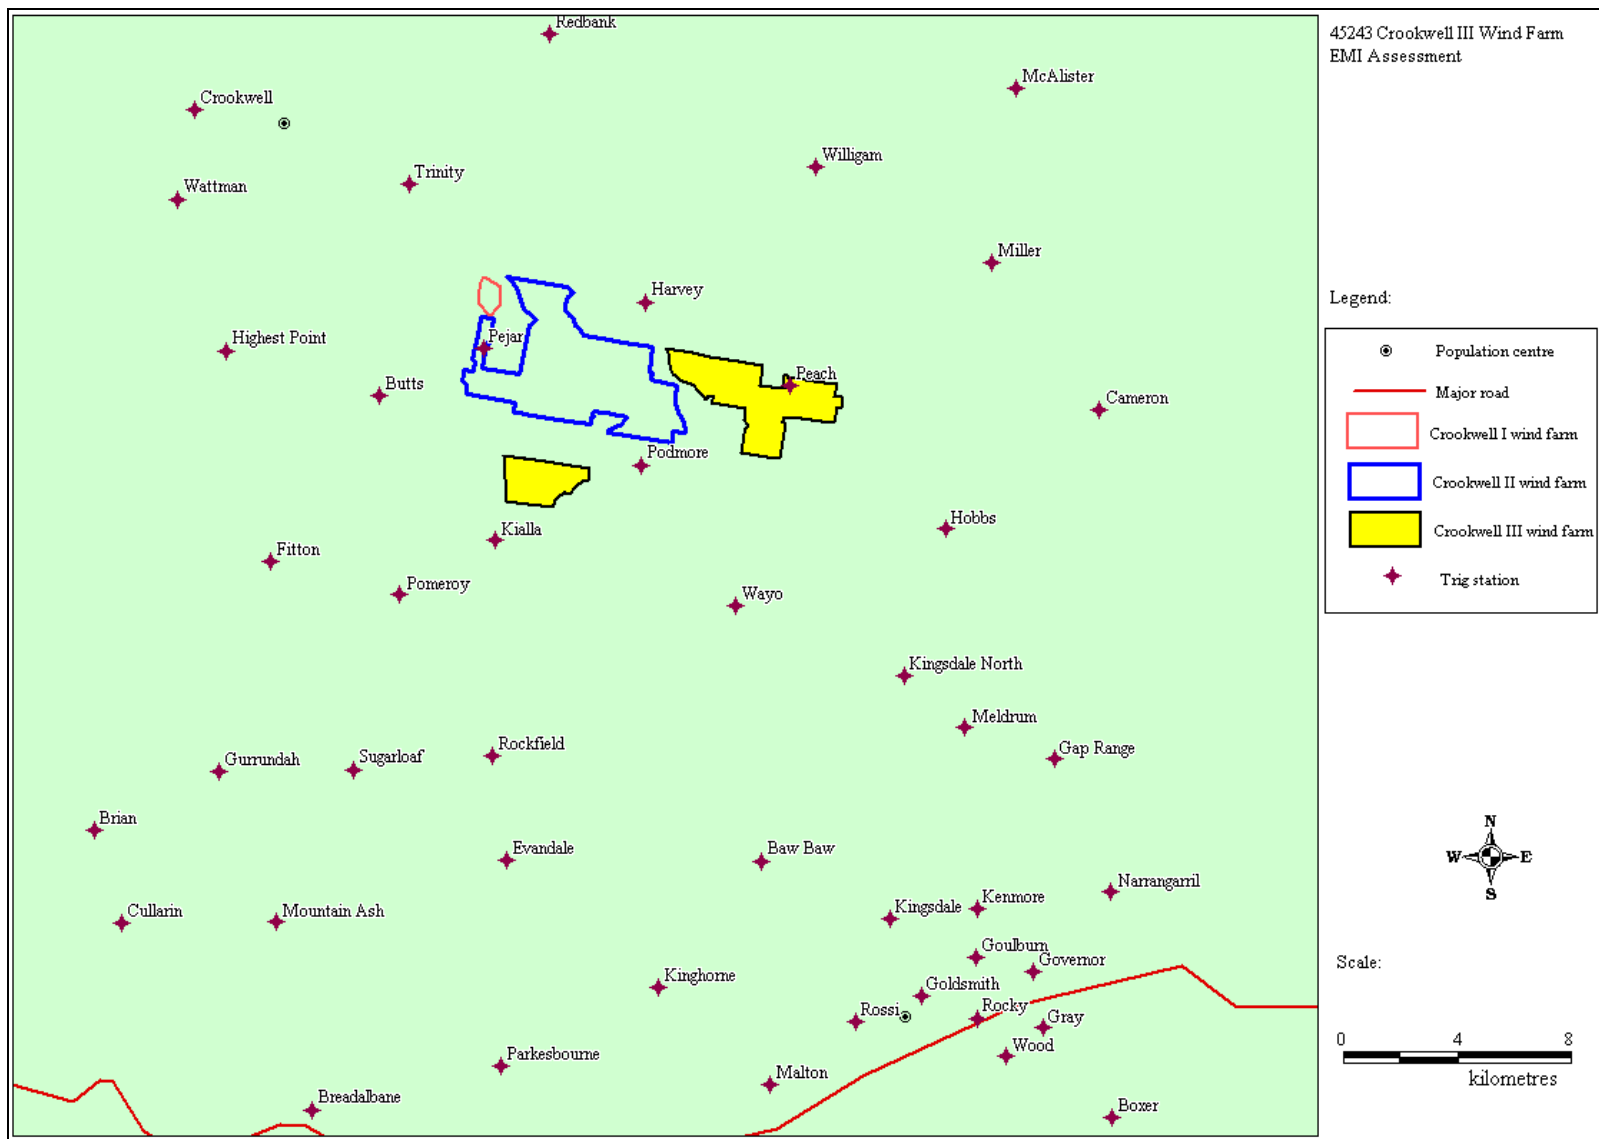 Redbank
45243 Crookwell III Wind Farm
EMI Assessment
McAlister
Crookwell
Willigam
Trinity
Wattman
Miller
Harvey
Legend:
Highest Point
Pejar
Population centre
Peach
Butts
Major road
Cameron
Crookwell I wind farm
Podmore
Crookwell II wind farm
Hobbs
Kialla
Crookwell III wind farm
Fitton
Pomeroy
Trig station
Wayo
Kingsdale North
Meldrum
Rockfield
Gap Range
Gurrundah
Sugarloaf
Brian
N
Evandale
Baw Baw
W E
S
Narrangarril
Kenmore
Cullarin
Mountain Ash
Kingsdale
Goulburn
Governor
Scale:
Kinghorne
Goldsmith
Rossi
Rocky
Gray
0 4 8
Wood
Parkesbourne
Malton
kilometres
Breadalbane
Boxer